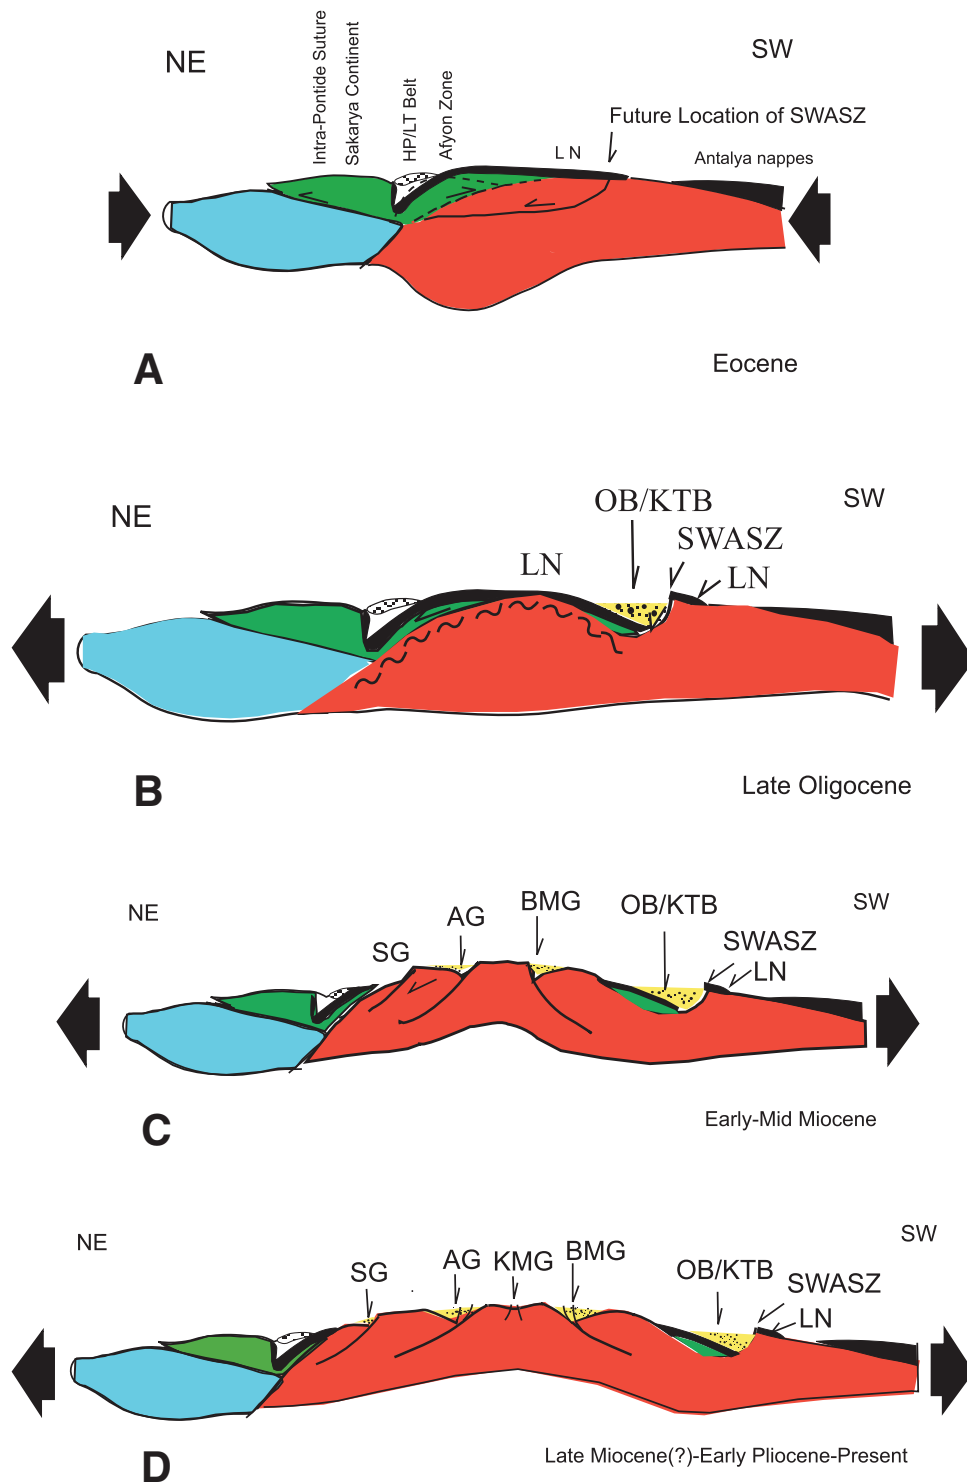 NE
SW
Intra-Pontide Suture
Sakarya Continent
HP/LT Belt
Afyon Zone
Future Location of SWASZ
L N
Antalya nappes
A
Eocene
NE
SW
OB/KTB
SWASZ
LN
LN
B
Late Oligocene
NE
SW
SG
AG
BMG
OB/KTB
SWASZ
LN
C
Early-Mid Miocene
NE
SW
SG
AG
KMG
BMG
OB/KTB
SWASZ
LN
D
Late Miocene(?)-Early Pliocene-Present